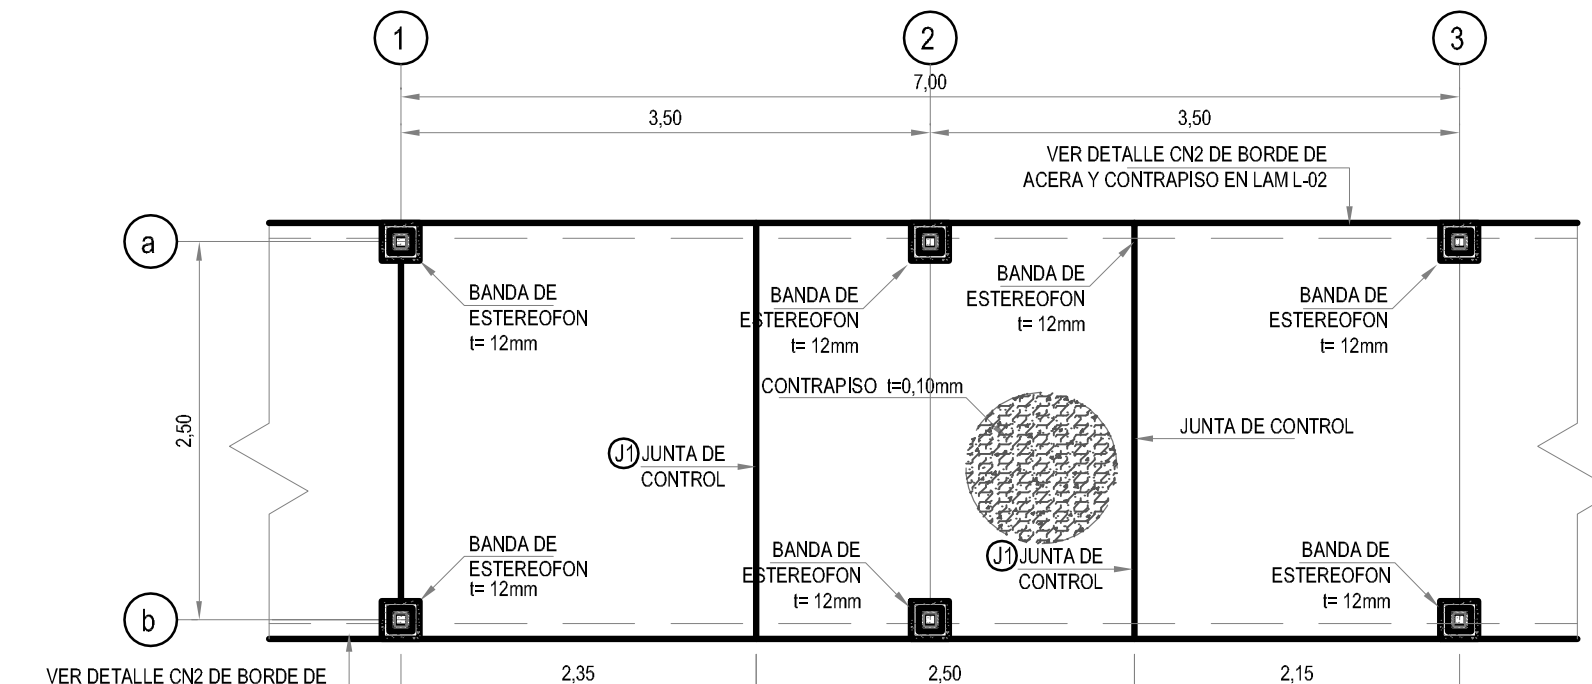 1
2
3
7,00
3,50
3,50
VER DETALLE CN2 DE BORDE DE
ACERA Y CONTRAPISO EN LAM L-02
a
BANDA DE
ESTEREOFON
t= 12mm
BANDA DE
ESTEREOFON
t= 12mm
BANDA DE
ESTEREOFON
t= 12mm
BANDA DE
ESTEREOFON
t= 12mm
CONTRAPISO t=0,10mm
2,50
J1 JUNTA DE
CONTROL
JUNTA DE CONTROL
BANDA DE
ESTEREOFON
t= 12mm
BANDA DE
ESTEREOFON
t= 12mm
J1 JUNTA DE
CONTROL
BANDA DE
ESTEREOFON
t= 12mm
b
VER DETALLE CN2 DE BORDE DE
2,35
2,50
2,15